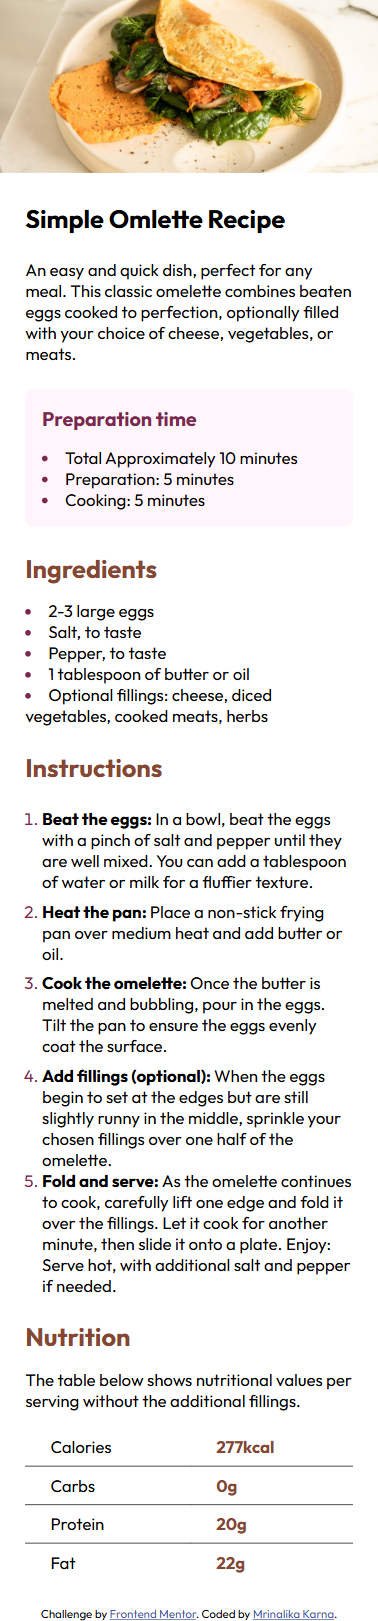 Simple Omlette Recipe
An easy and quick dish, perfect for any
meal. This classic omelette combines beaten
eggs cooked to perfection, optionally filled
with your choice of cheese, vegetables, or
meats.
Preparation time
• Total Approximately 10 minutes
• Preparation: 5 minutes
• Cooking: 5 minutes
Ingredients
• 2-3 large eggs
• Salt, to taste
• Pepper, to taste
• 1 tablespoon of butter or oil
• Optional fillings: cheese, diced
vegetables, cooked meats, herbs
Instructions
1. Beat the eggs: In a bowl, beat the eggs
with a pinch of salt and pepper until they
are well mixed. You can add a tablespoon
of water or milk for a fluffier texture.
2. Heat the pan: Place a non-stick frying
pan over medium heat and add butter or
oil.
3. Cook the omelette: Once the butter is
melted and bubbling, pour in the eggs.
Tilt the pan to ensure the eggs evenly
coat the surface.
4. Add fillings (optional): When the eggs
begin to set at the edges but are still
slightly runny in the middle, sprinkle your
chosen fillings over one half of the
omelette.
5. Fold and serve: As the omelette continues
to cook, carefully lift one edge and fold it
over the fillings. Let it cook for another
minute, then slide it onto a plate. Enjoy:
Serve hot, with additional salt and pepper
if needed.
Nutrition
The table below shows nutritional values per
serving without the additional fillings.
Calories 277kcal
Carbs 0g
Protein 20g
Fat 22g
Challenge by Frontend Mentor. Coded by Mrinalika Karna.